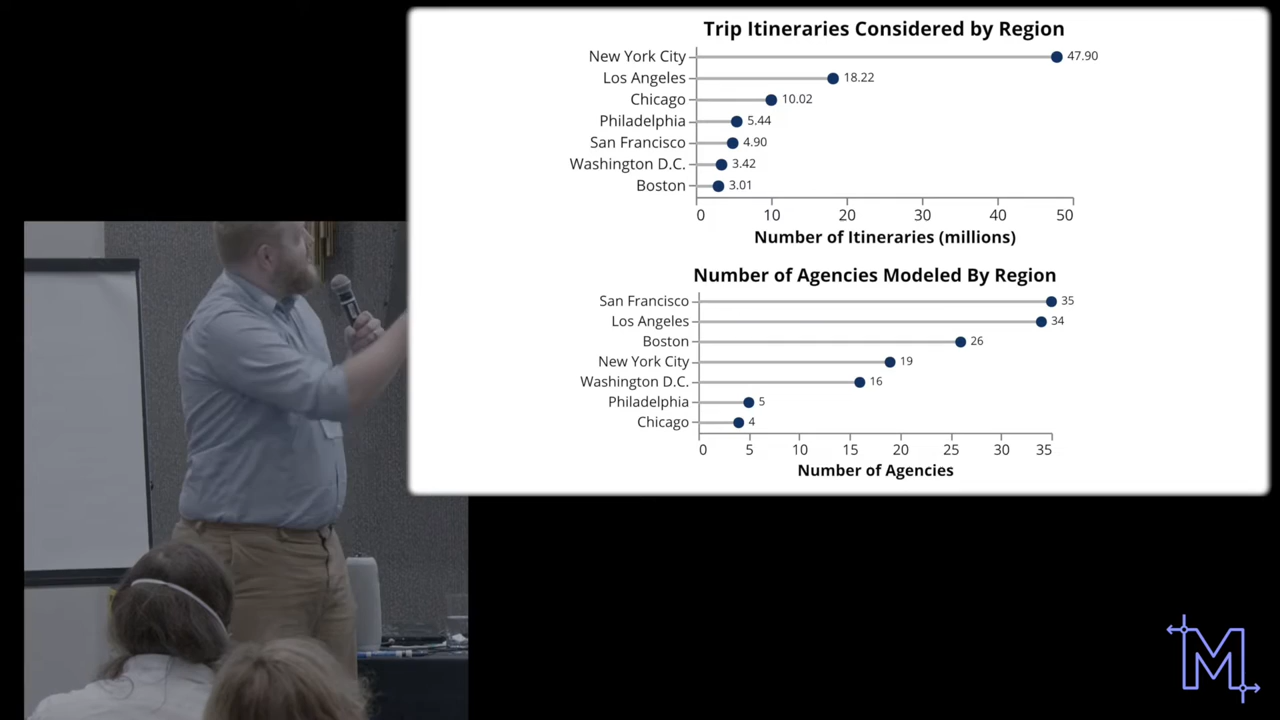 Trip Itineraries Considered by Region
New York City 47.90
Los Angeles 18.22
Chicago 10.02
Philadelphia 5.44
San Francisco 4.90
Washington D.C. 3.42
Boston 3.01
0 10 20 30 40 50
Number of Itineraries (millions)
Number of Agencies Modeled By Region
San Francisco 35
Los Angeles 34
Boston 26
New York City 19
Washington D.C. 16
Philadelphia 5
Chicago 4
0 5 10 15 20 25 30 35
Number of Agencies
M